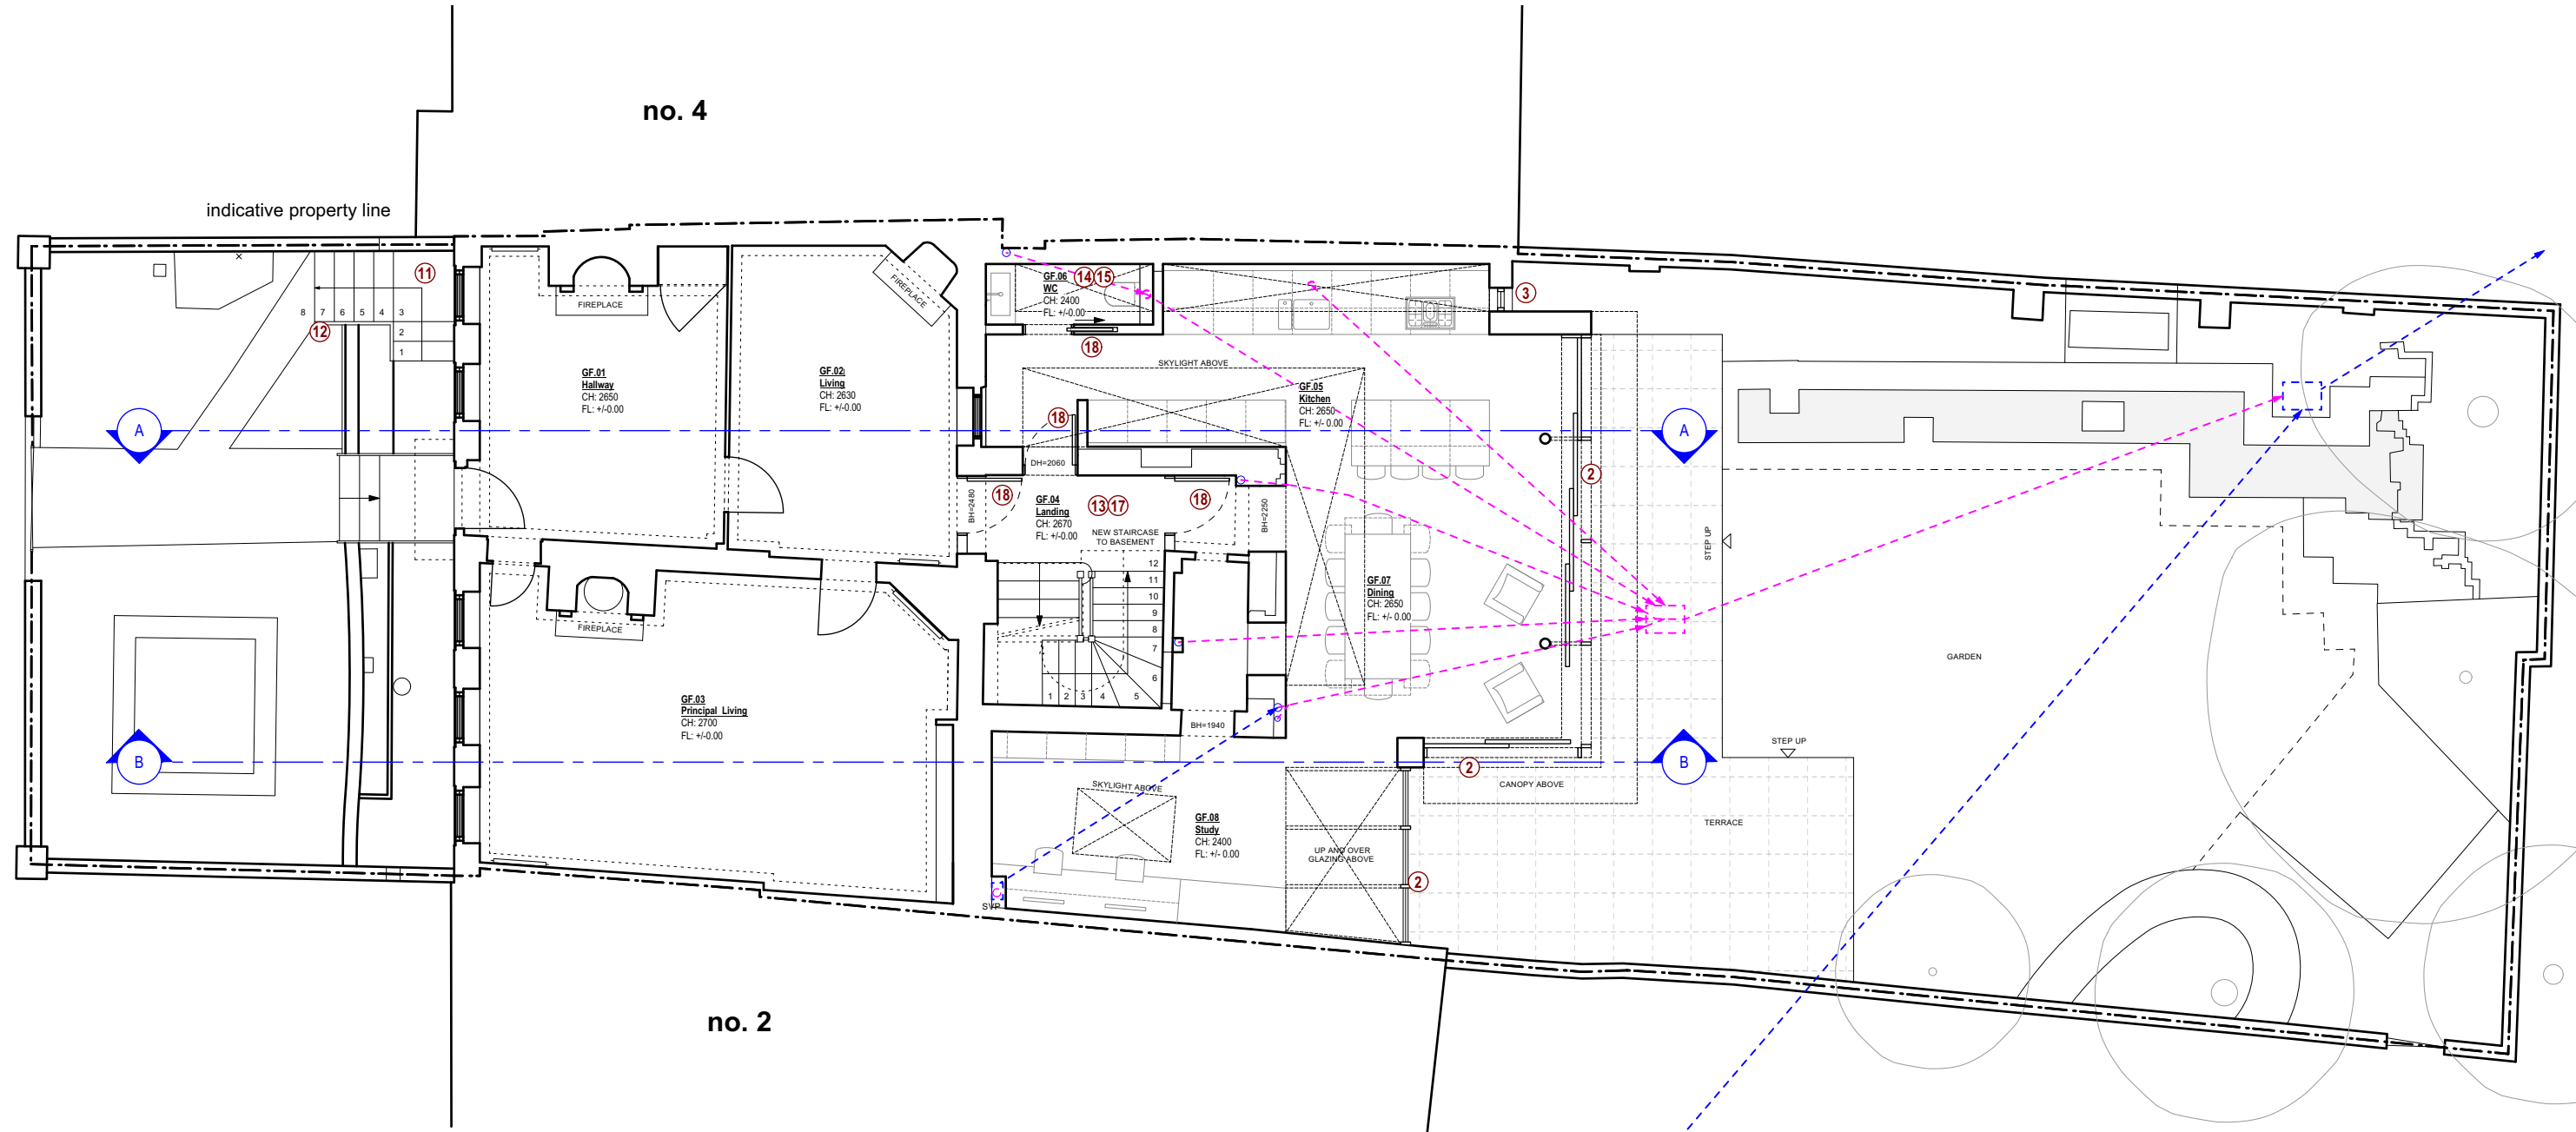 no. 4
indicative property line
11
8 7 6 5 4 3
2
1
12
FIREPLACE
FIREPLACE
GF.01
Hallway
CH: 2650
FL: +/-0.00
GF.02
Living
CH: 2630
FL: +/-0.00
GF.06
WC
CH: 2400
FL: +/-0.00
14 15
18
3
SKYLIGHT ABOVE
GF.05
Kitchen
CH: 2650
FL: +/- 0.00
A
A
18
DH=2060
2
18
BH=2480
GF.04
Landing
CH: 2670
FL: +/-0.00
13 17
18
BH=2250
NEW STAIRCASE
TO BASEMENT
12
11
10
9
8
7
6
1 2 3 4 5
GF.07
Dining
CH: 2650
FL: +/- 0.00
STEP UP
GARDEN
FIREPLACE
GF.03
Principal Living
CH: 2700
FL: +/-0.00
BH=1940
STEP UP
B
B
2
CANOPY ABOVE
SKYLIGHT ABOVE
GF.08
Study
CH: 2400
FL: +/- 0.00
UP AND OVER
GLAZING ABOVE
TERRACE
2
SVP
no. 2